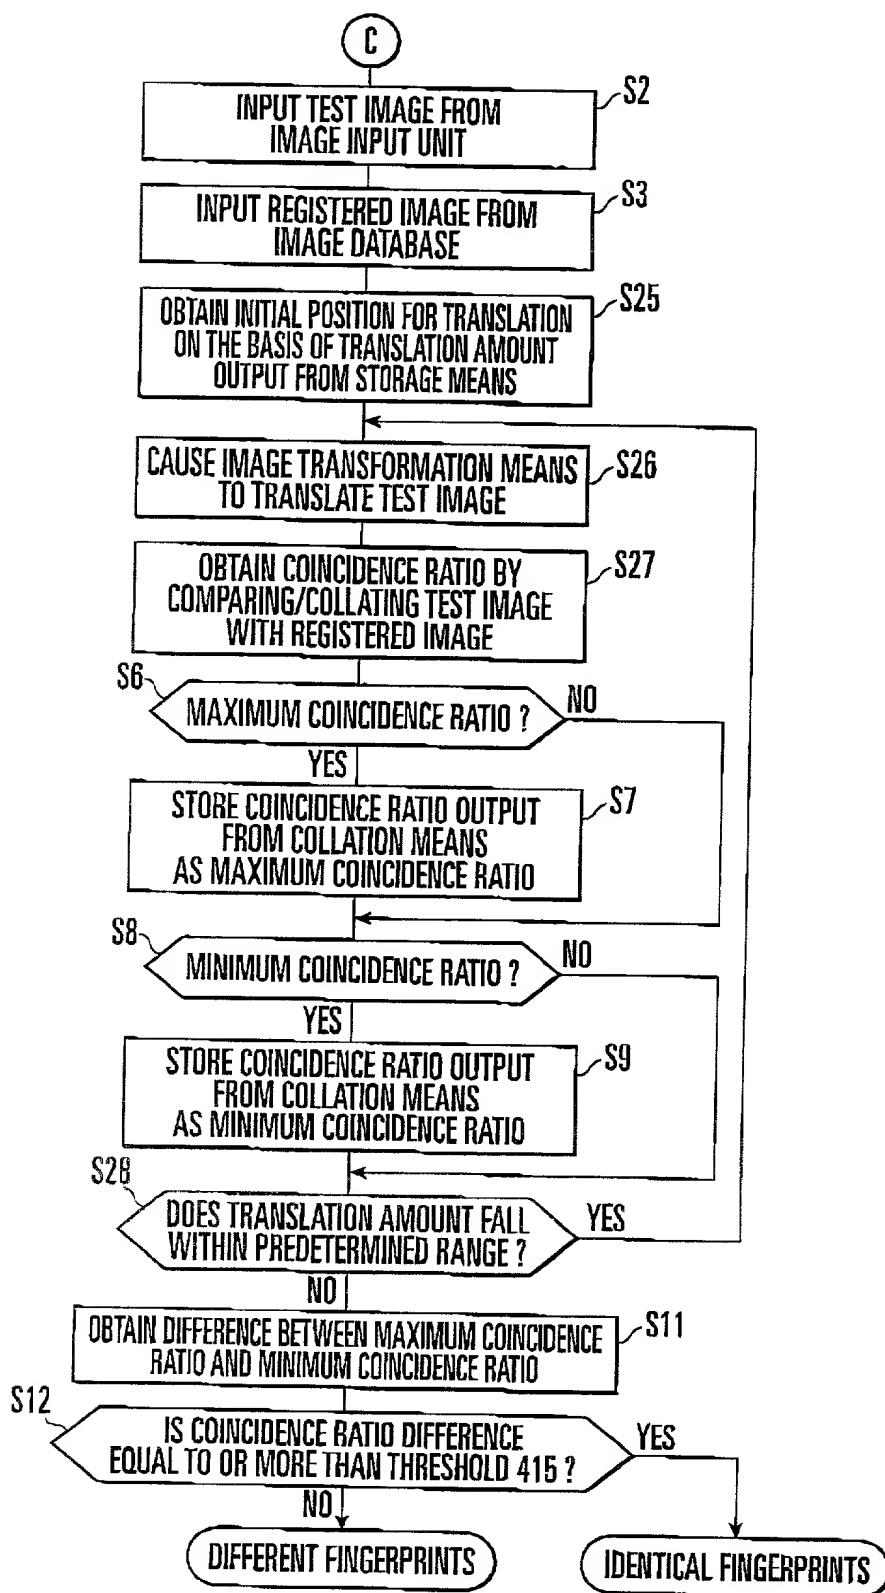 C
S2
INPUT TEST IMAGE FROM
IMAGE INPUT UNIT
S3
INPUT REGISTERED IMAGE FROM
IMAGE DATABASE
S25
OBTAIN INITIAL POSITION FOR TRANSLATION
ON THE BASIS OF TRANSLATION AMOUNT
OUTPUT FROM STORAGE MEANS
S26
CAUSE IMAGE TRANSFORMATION MEANS
TO TRANSLATE TEST IMAGE
S27
OBTAIN COINCIDENCE RATIO BY
COMPARING/COLLATING TEST IMAGE
WITH REGISTERED IMAGE
S6
MAXIMUM COINCIDENCE RATIO ?
NO
YES
S7
STORE COINCIDENCE RATIO OUTPUT
FROM COLLATION MEANS
AS MAXIMUM COINCIDENCE RATIO
S8
MINIMUM COINCIDENCE RATIO ?
NO
YES
S9
STORE COINCIDENCE RATIO OUTPUT
FROM COLLATION MEANS
AS MINIMUM COINCIDENCE RATIO
S28
DOES TRANSLATION AMOUNT FALL
WITHIN PREDETERMINED RANGE ?
YES
NO
S11
OBTAIN DIFFERENCE BETWEEN MAXIMUM COINCIDENCE
RATIO AND MINIMUM COINCIDENCE RATIO
S12
IS COINCIDENCE RATIO DIFFERENCE
EQUAL TO OR MORE THAN THRESHOLD 415 ?
YES
NO
DIFFERENT FINGERPRINTS
IDENTICAL FINGERPRINTS